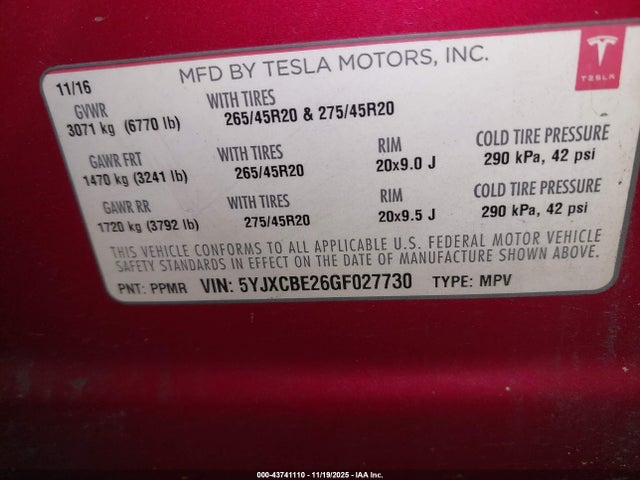 MFD BY TESLA MOTORS, INC.
TESLA
11/16
GVWR
3071 kg (6770 lb)
WITH TIRES
265/45R20 & 275/45R20
GAWR FRT
1470 kg (3241 lb)
WITH TIRES
265/45R20
RIM
20x9.0 J
COLD TIRE PRESSURE
290 kPa, 42 psi
GAWR RR
1720 kg (3792 lb)
WITH TIRES
275/45R20
RIM
20x9.5 J
COLD TIRE PRESSURE
290 kPa, 42 psi
THIS VEHICLE CONFORMS TO ALL APPLICABLE U.S. FEDERAL MOTOR VEHICLE
SAFETY STANDARDS IN EFFECT ON THE DATE OF MANUFACTURE SHOWN ABOVE.
PNT: PPMR VIN: 5YJXCBE26GF027730 TYPE: MPV
000-43741110 - 11/19/2025 - IAA Inc.